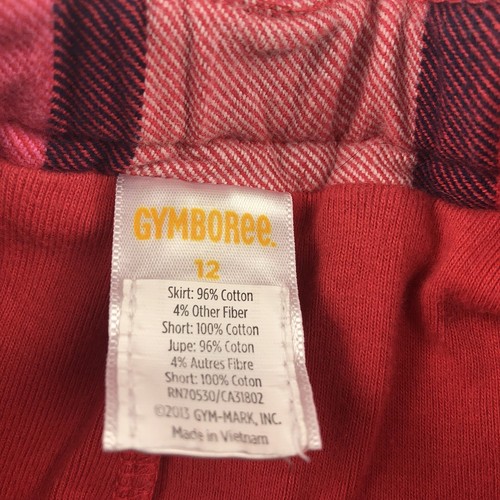 GYMBOREE.
12
Skirt: 96% Cotton
4% Other Fiber
Short: 100% Cotton
Jupe: 96% Coton
4% Autres Fibre
Short: 100% Coton
RN70530/CA31802
©2013 GYM-MARK, INC.
Made in Vietnam